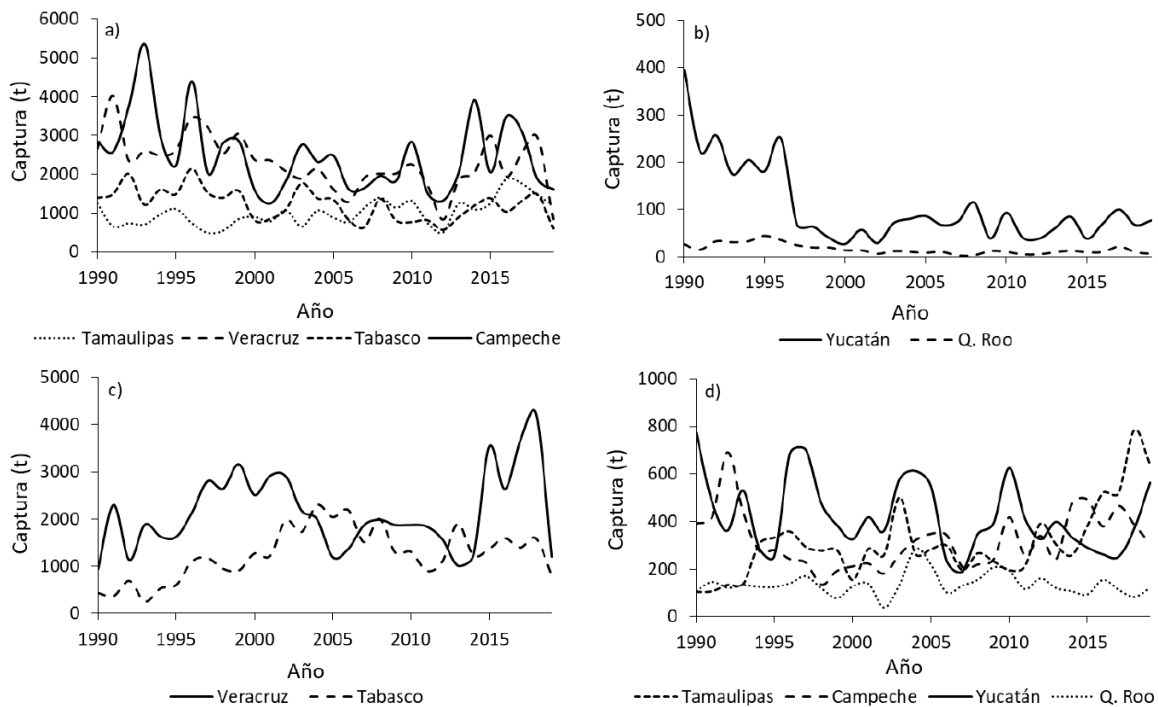 a)
Captura (t)
6000
5000
4000
3000
2000
1000
0
1990 1995 2000 2005 2010 2015
Año
Tamaulipas Veracruz Tabasco Campeche
b)
Captura (t)
500
400
300
200
100
0
1990 1995 2000 2005 2010 2015
Año
Yucatán Q. Roo
c)
Captura (t)
5000
4000
3000
2000
1000
0
1990 1995 2000 2005 2010 2015
Año
Veracruz Tabasco
d)
Captura (t)
1000
800
600
400
200
0
1990 1995 2000 2005 2010 2015
Año
Tamaulipas Campeche Yucatán Q. Roo